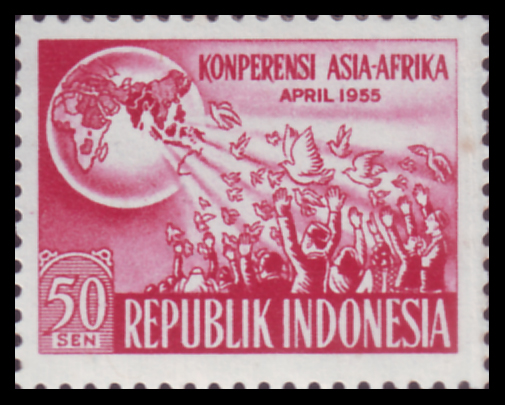 KONPERENSI ASIA-AFRIKA
APRIL 1955
50
SEN
REPUBLIK INDONESIA